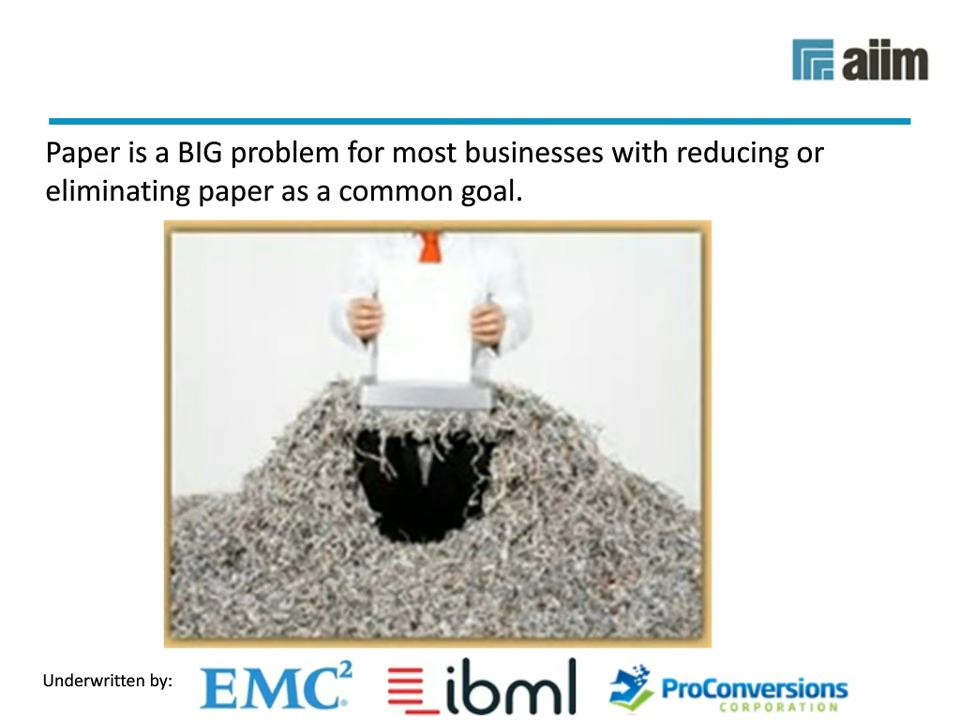 aiim
Paper is a BIG problem for most businesses with reducing or
eliminating paper as a common goal.
Underwritten by:
EMC²
ibml
ProConversions
CORPORATION